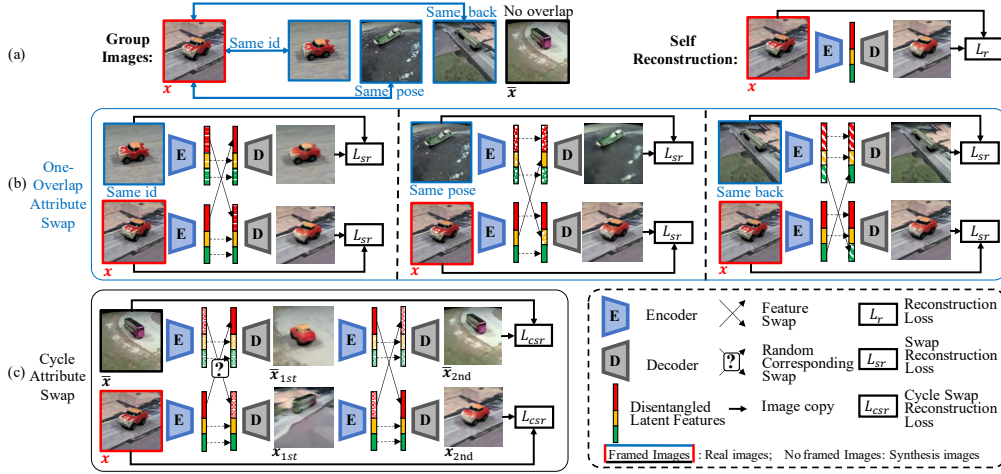 (a)
Group
Images:
x
Same id
Same pose
Same back
No overlap
x̄
Self
Reconstruction:
x
E
D
L_r
(b)
One-
Overlap
Attribute
Swap
Same id
E
D
L_sr
x
E
D
L_sr
Same pose
E
D
L_sr
x
E
D
L_sr
Same back
E
D
L_sr
x
E
D
L_sr
(c)
Cycle
Attribute
Swap
x̄
E
D
x̄_1st
E
D
x̄_2nd
L_csr
?
x
E
D
x_1st
E
D
x_2nd
L_csr
E Encoder
Feature
Swap
L_r Reconstruction
Loss
D Decoder
? Random
Corresponding
Swap
L_sr Swap
Reconstruction
Loss
Disentangled
Latent Features
Image copy
L_csr Cycle Swap
Reconstruction
Loss
Framed Images : Real images; No framed Images: Synthesis images